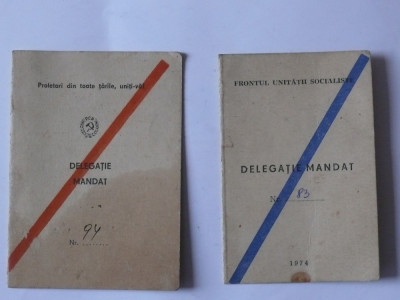 Proletari din toate țările, uniți-vă!
DELEGAȚIE
MANDAT
Nr. 94
FRONTUL UNITĂȚII SOCIALISTE
DELEGAȚIE MANDAT
Nr. 83
1974